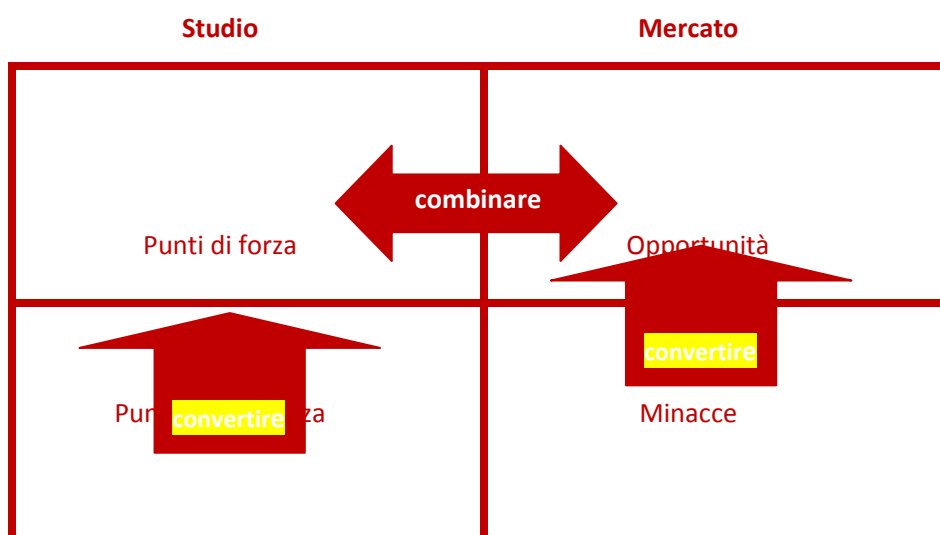 Studio
Mercato
combinare
Punti di forza
Opportunità
convertire
convertire
Minacce